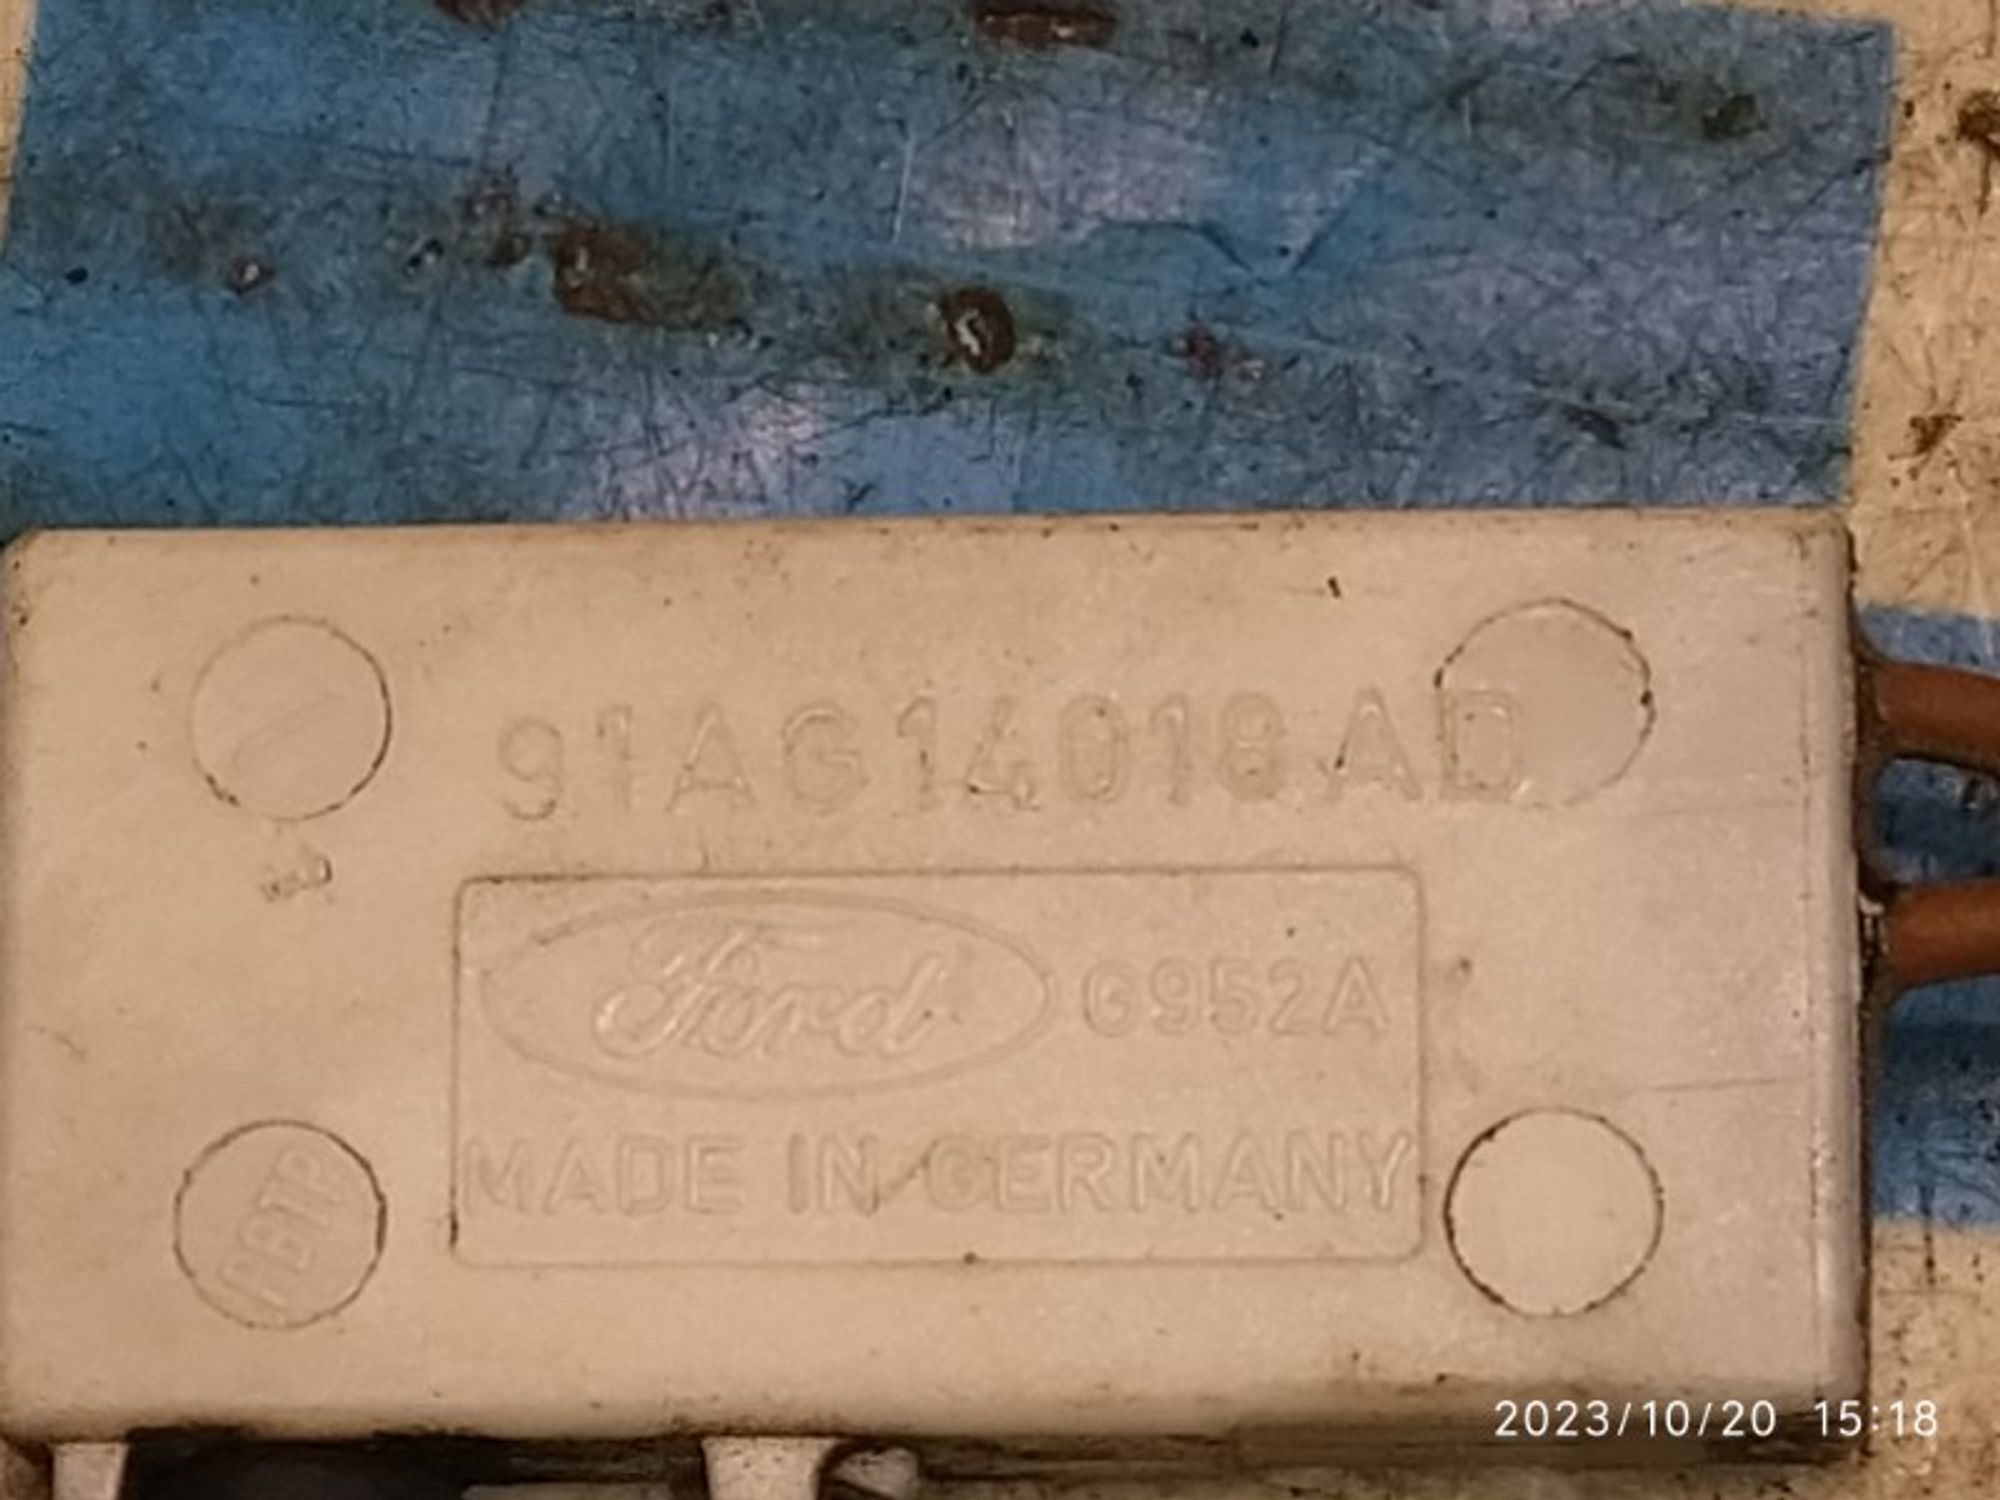 91AG14018AD
Ford G952A
MADE IN GERMANY
2023/10/20 15:18